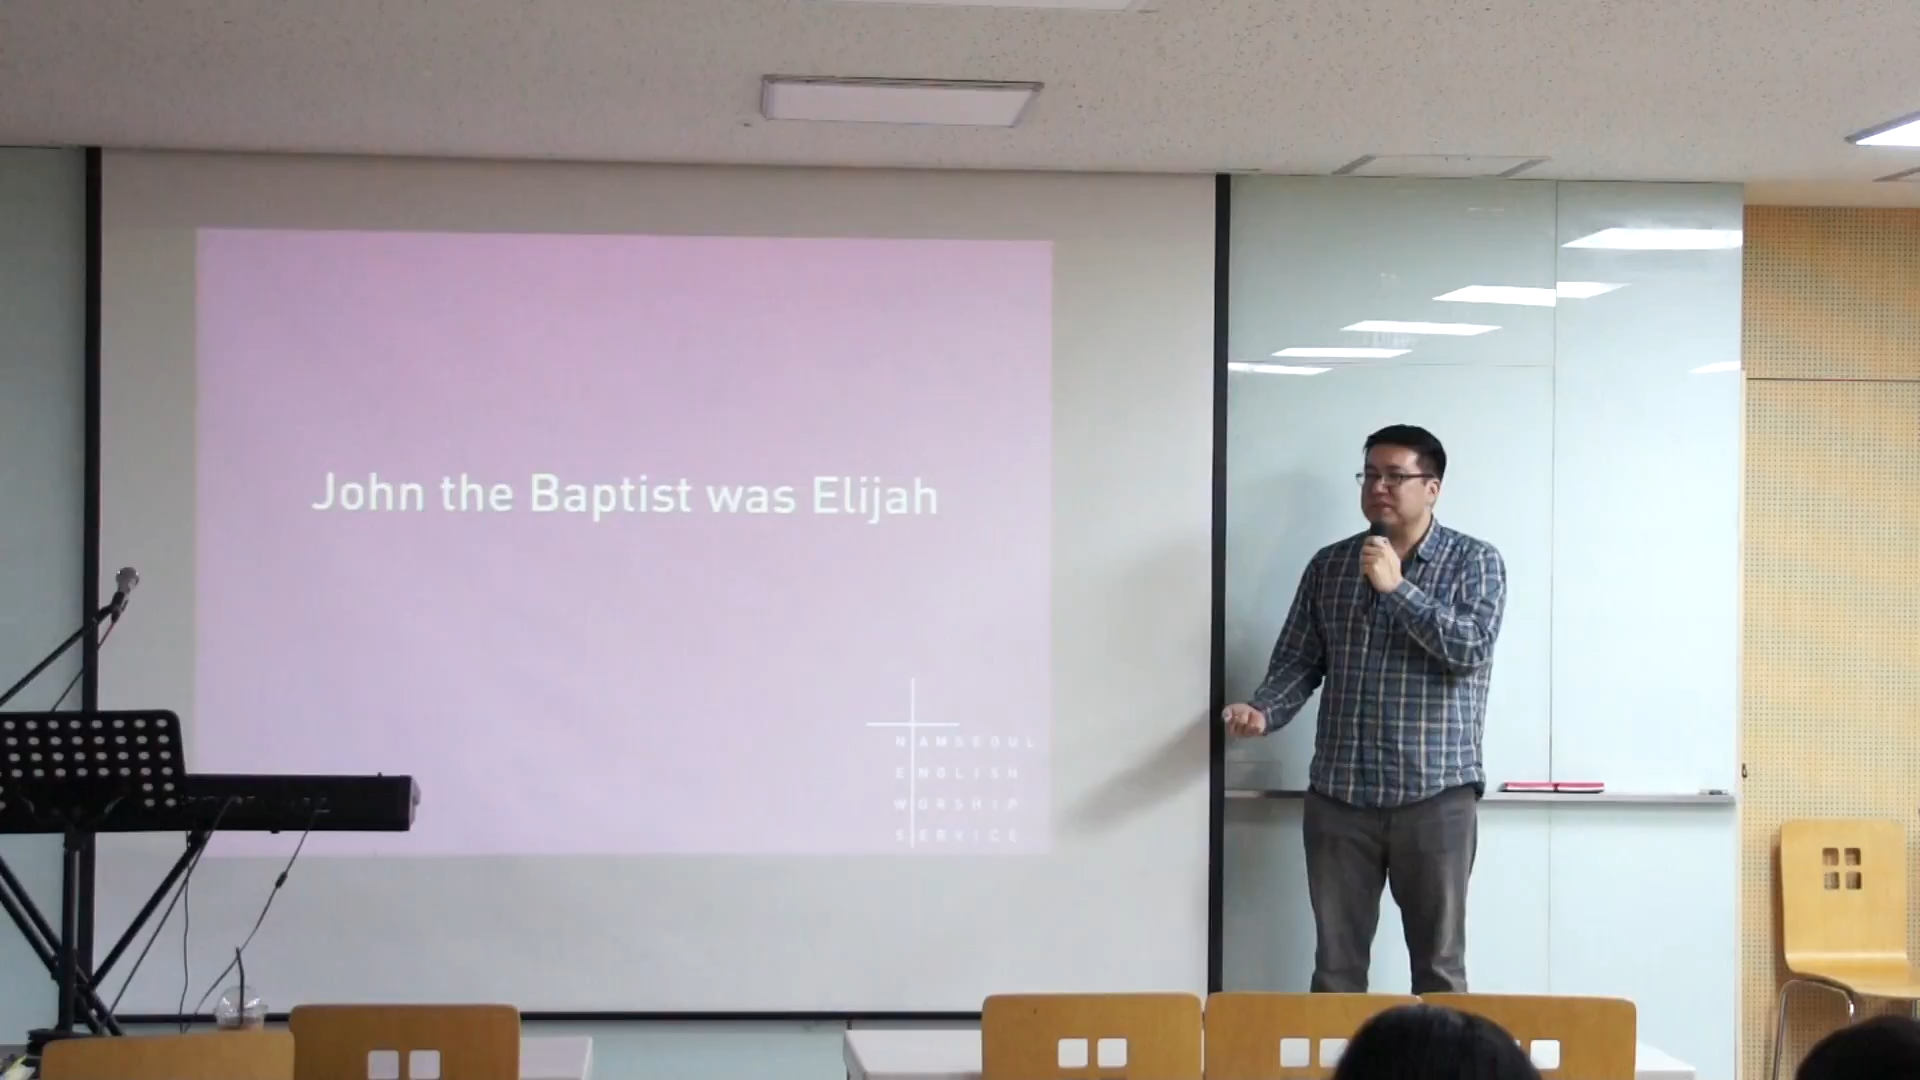 John the Baptist was Elijah
NAMSEOUL
ENGLISH
WORSHIP
SERVICE